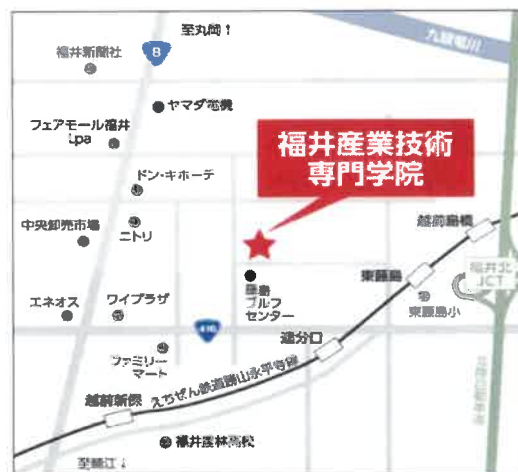 至丸岡↑
8
福井新聞社
九頭竜川
ヤマダ電機
フェアモール福井
Lpa
福井産業技術
専門学院
ドン・キホーテ
越前島橋
ニトリ
中央卸売市場
福井北
JCT
東藤島
藤島
ゴルフ
センター
東藤島小
エネオス
ワイプラザ
416
追分口
ファミリー
マート
えちぜん鉄道勝山永平寺線
越前新保
福井農林高校
至鯖江↓